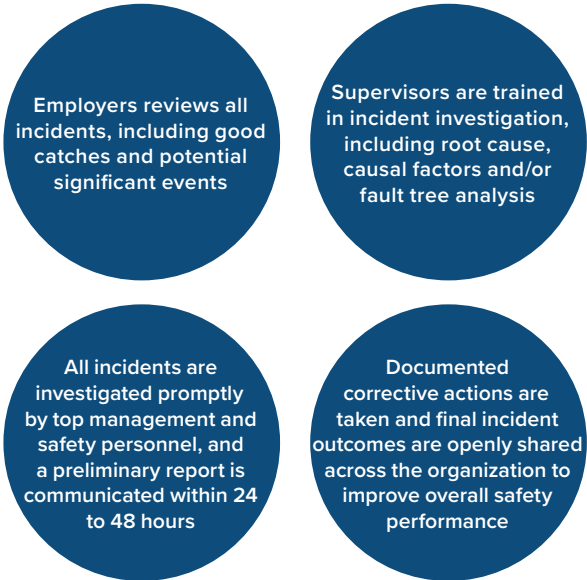 Employers reviews all
incidents, including good
catches and potential
significant events
Supervisors are trained
in incident investigation,
including root cause,
causal factors and/or
fault tree analysis
All incidents are
investigated promptly
by top management and
safety personnel, and
a preliminary report is
communicated within 24
to 48 hours
Documented
corrective actions are
taken and final incident
outcomes are openly shared
across the organization to
improve overall safety
performance